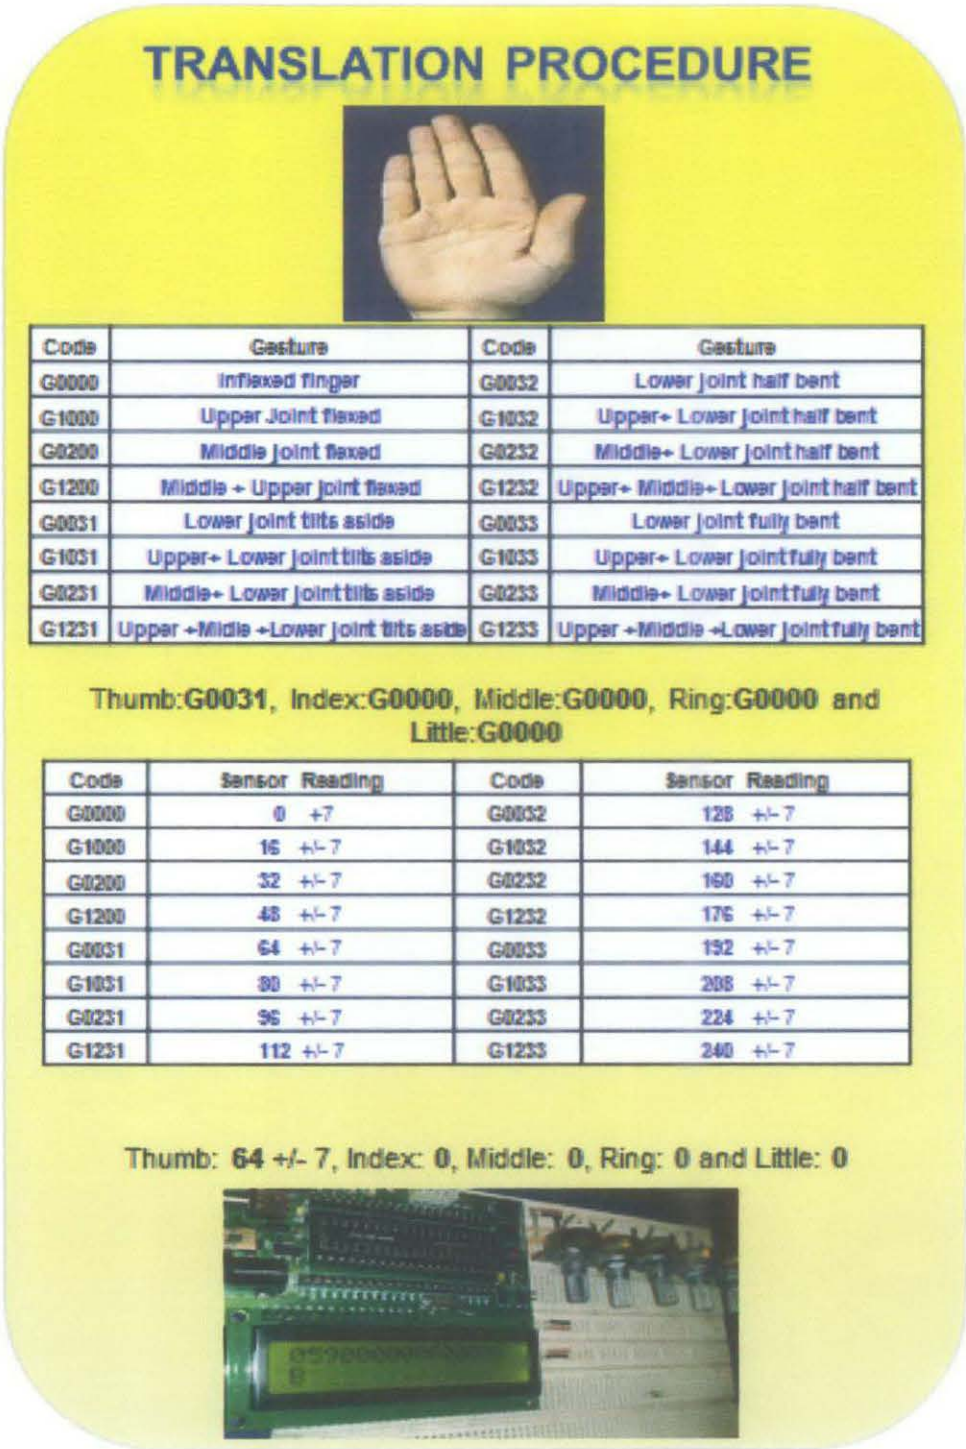 TRANSLATION PROCEDURE
Code Gesture Code Gesture
G0000 Inflexed finger G0032 Lower joint half bent
G1000 Upper Joint flexed G1032 Upper+ Lower joint half bent
G0200 Middle joint flexed G0232 Middle+ Lower joint half bent
G1200 Middle + Upper joint flexed G1232 Upper+ Middle+ Lower joint half bent
G0031 Lower joint tilts aside G0033 Lower joint fully bent
G1031 Upper+ Lower joint tilts aside G1033 Upper+ Lower joint fully bent
G0231 Middle+ Lower joint tilts aside G0233 Middle+ Lower joint fully bent
G1231 Upper +Midle +Lower joint tilts aside G1233 Upper +Middle +Lower joint fully bent
Thumb:G0031, Index:G0000, Middle:G0000, Ring:G0000 and
Little:G0000
Code Sensor Reading Code Sensor Reading
G0000 0 +7 G0032 128 +/- 7
G1000 16 +/- 7 G1032 144 +/- 7
G0200 32 +/- 7 G0232 160 +/- 7
G1200 48 +/- 7 G1232 176 +/- 7
G0031 64 +/- 7 G0033 192 +/- 7
G1031 80 +/- 7 G1033 208 +/- 7
G0231 96 +/- 7 G0233 224 +/- 7
G1231 112 +/- 7 G1233 240 +/- 7
Thumb: 64 +/- 7, Index: 0, Middle: 0, Ring: 0 and Little: 0